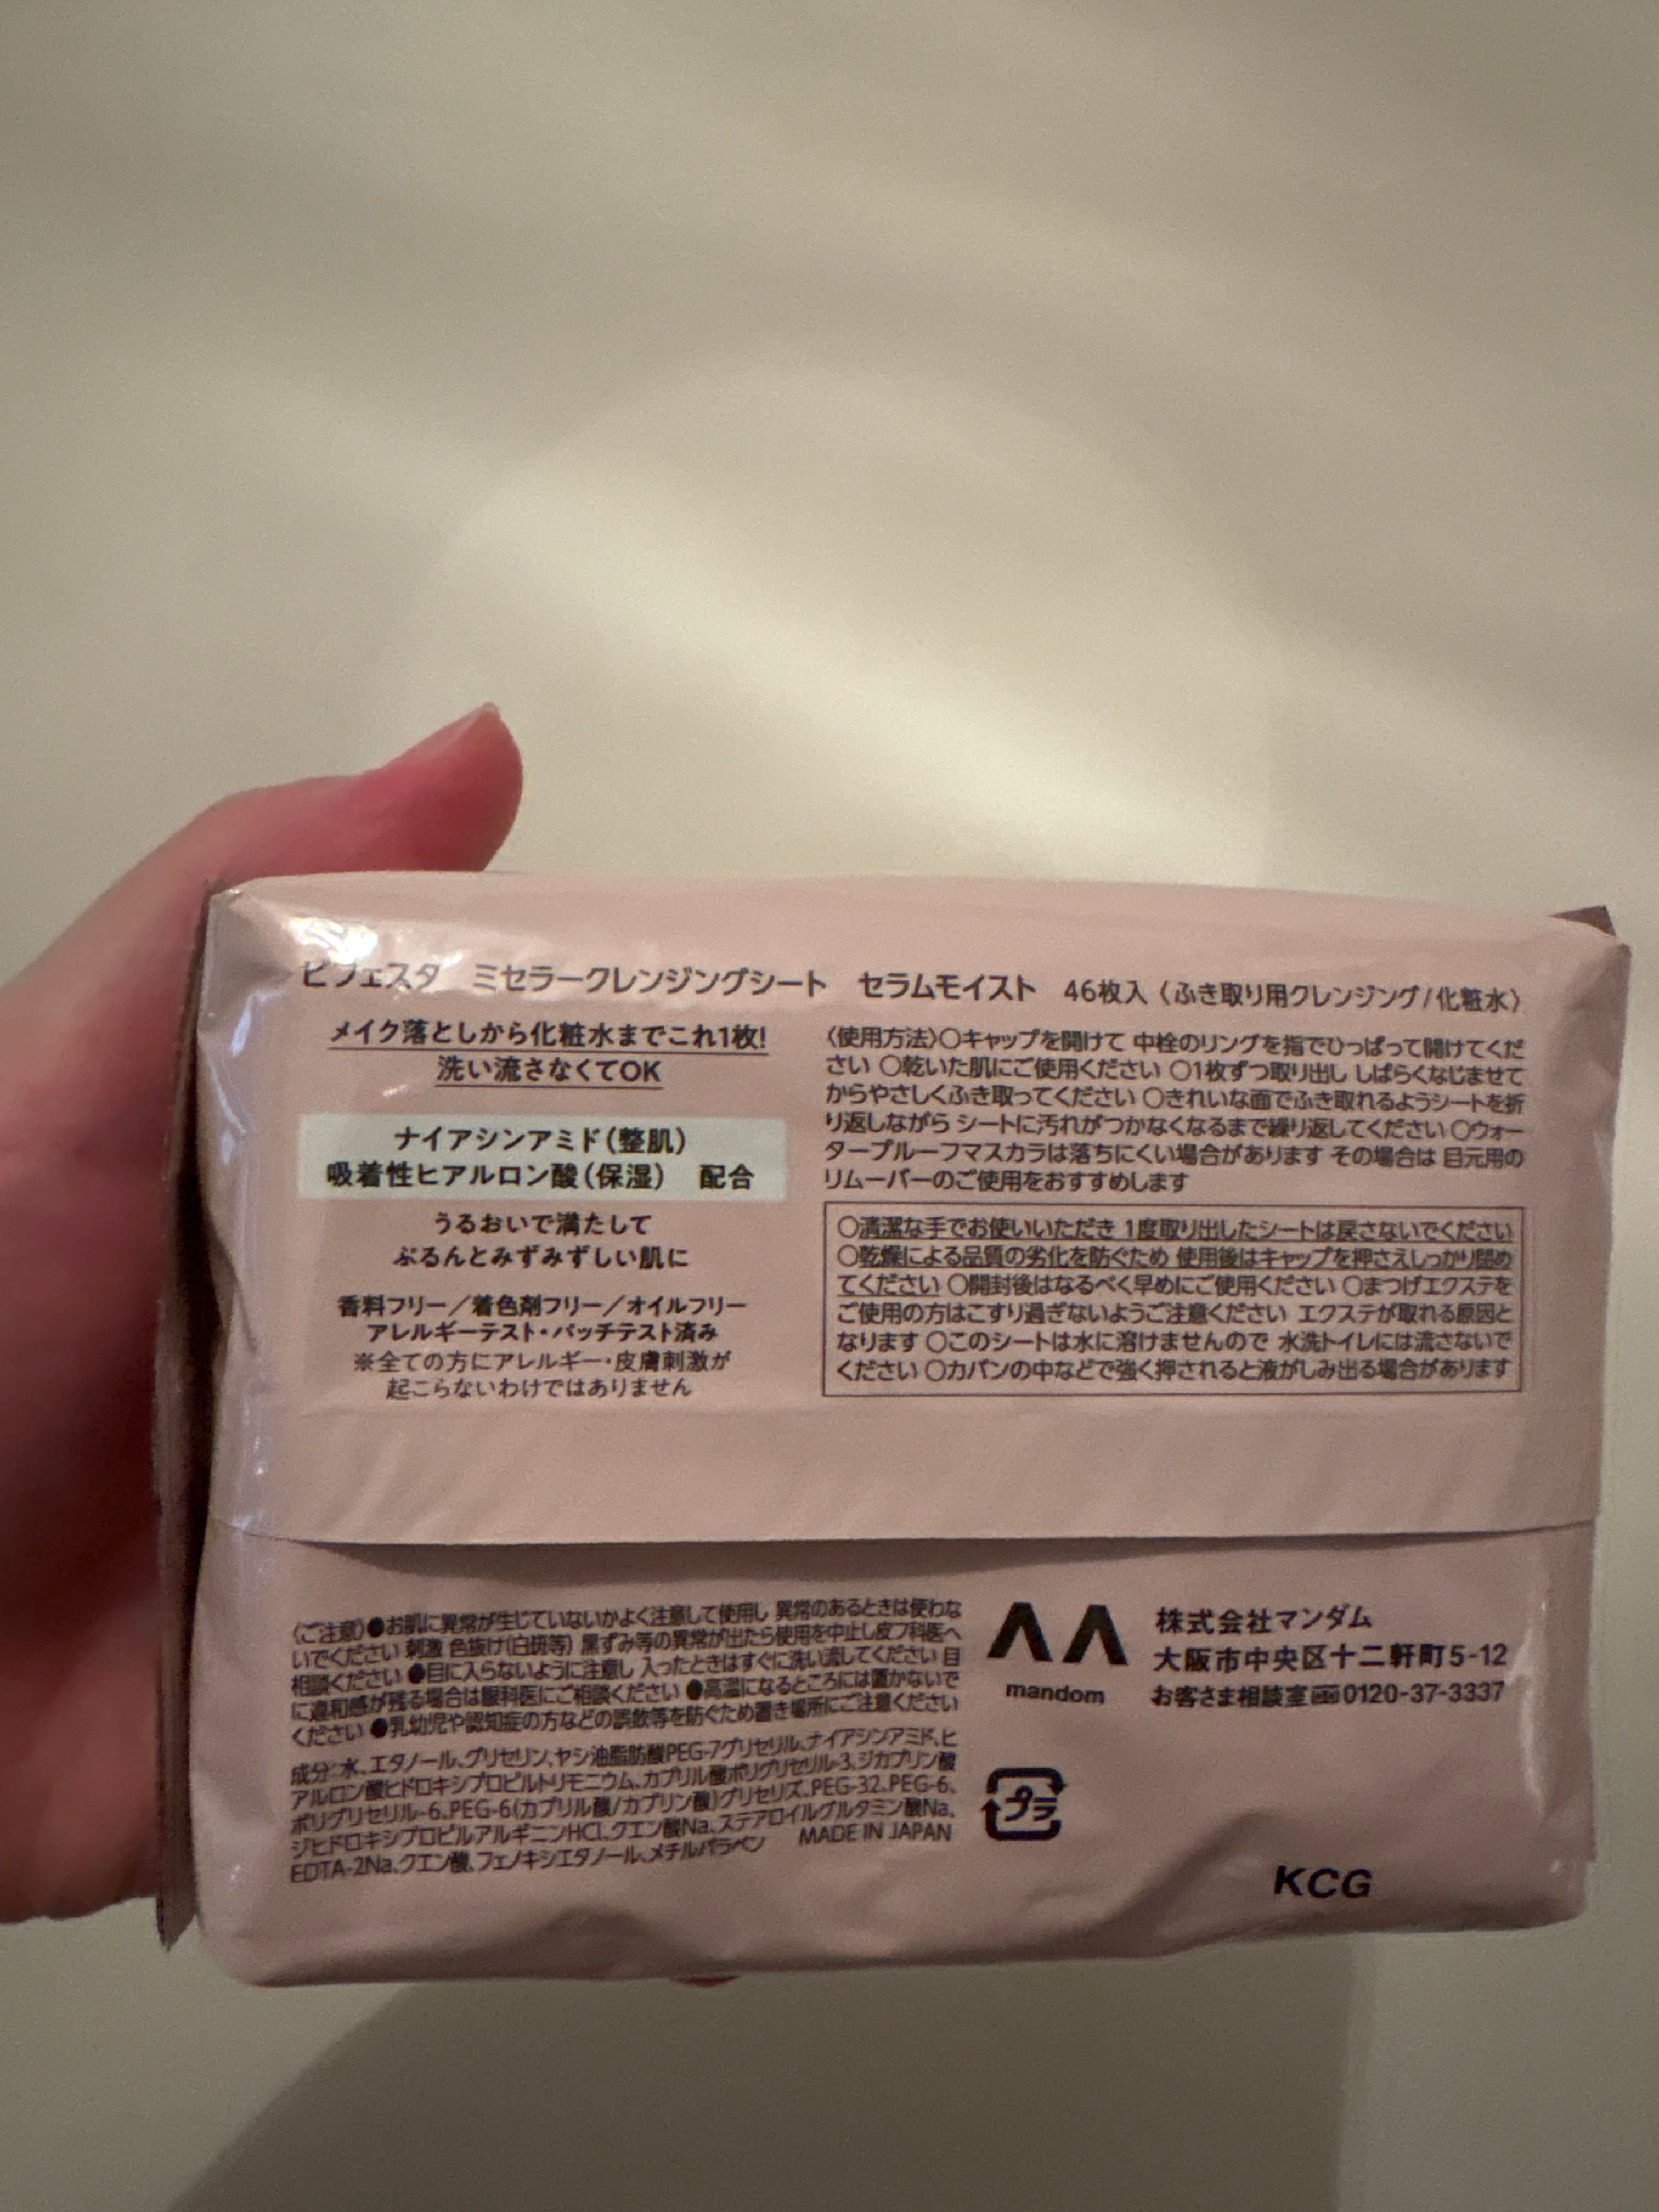 ビフェスタ ミセラークレンジングシート セラムモイスト 46枚入〈ふき取り用クレンジング/化粧水〉
メイク落としから化粧水までこれ1枚!
洗い流さなくてOK
ナイアシンアミド(整肌)
吸着性ヒアルロン酸(保湿) 配合
うるおいで満たして
ぷるんとみずみずしい肌に
香料フリー/着色剤フリー/オイルフリー
アレルギーテスト・パッチテスト済み
※全ての方にアレルギー・皮膚刺激が
起こらないわけではありません
〈使用方法〉○キャップを開けて 中栓のリングを指でひっぱって開けてくだ
さい ○乾いた肌にご使用ください ○1枚ずつ取り出し しばらくなじませて
からやさしくふき取ってください ○きれいな面でふき取れるようシートを折
り返しながら シートに汚れがつかなくなるまで繰り返してください ○ウォー
タープルーフマスカラは落ちにくい場合があります その場合は 目元用の
リムーバーのご使用をおすすめします
○清潔な手でお使いいただき 1度取り出したシートは戻さないでください
○乾燥による品質の劣化を防ぐため 使用後はキャップを押さえしっかり閉め
てください ○開封後はなるべく早めにご使用ください ○まつげエクステを
ご使用の方はこすり過ぎないようご注意ください エクステが取れる原因と
なります ○このシートは水に溶けませんので 水洗トイレには流さないで
ください ○カバンの中などで強く押されると液がしみ出る場合があります
〈ご注意〉●お肌に異常が生じていないかよく注意して使用し 異常のあるときは使わな
いでください 刺激 色抜け(白斑等) 黒ずみ等の異常が出たら使用を中止し皮フ科医へ
相談ください ●目に入らないように注意し 入ったときはすぐに洗い流してください 目
に違和感が残る場合は眼科医にご相談ください ●高温になるところには置かないで
ください ●乳幼児や認知症の方などの誤飲等を防ぐため置き場所にご注意ください
成分:水、エタノール、グリセリン、ヤシ油脂肪酸PEG-7グリセリル、ナイアシンアミド、ヒ
アルロン酸ヒドロキシプロピルトリモニウム、カプリル酸ポリグリセリル-3、ジカプリン酸
ポリグリセリル-6、PEG-6(カプリル酸/カプリン酸)グリセリズ、PEG-32、PEG-6、
ジヒドロキシプロピルアルギニンHCl、クエン酸Na、ステアロイルグルタミン酸Na、
EDTA-2Na、クエン酸、フェノキシエタノール、メチルパラベン MADE IN JAPAN
mandom
株式会社マンダム
大阪市中央区十二軒町5-12
お客さま相談室 0120-37-3337
プラ
KCG